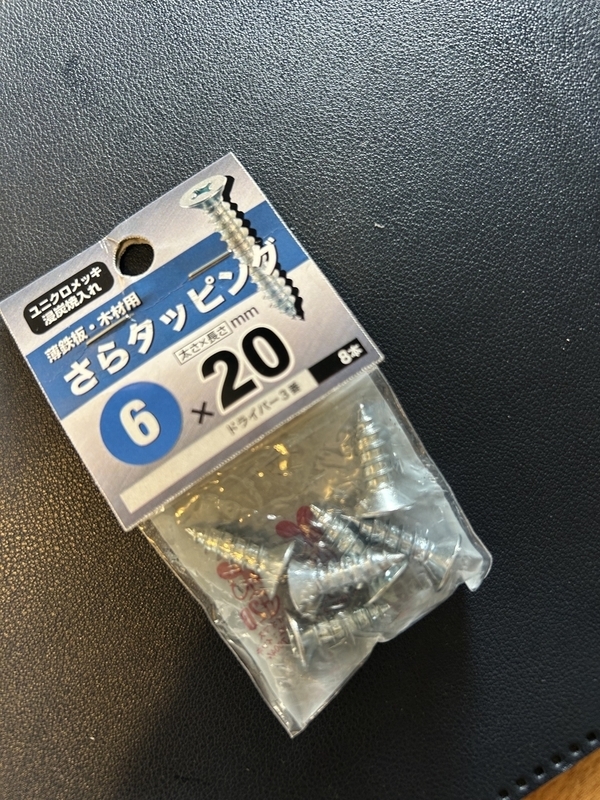 ユニクロメッキ
浸炭焼入れ
薄鉄板・木材用
さらタッピング
太さ×長さ mm
6×20
ドライバー3番
8本